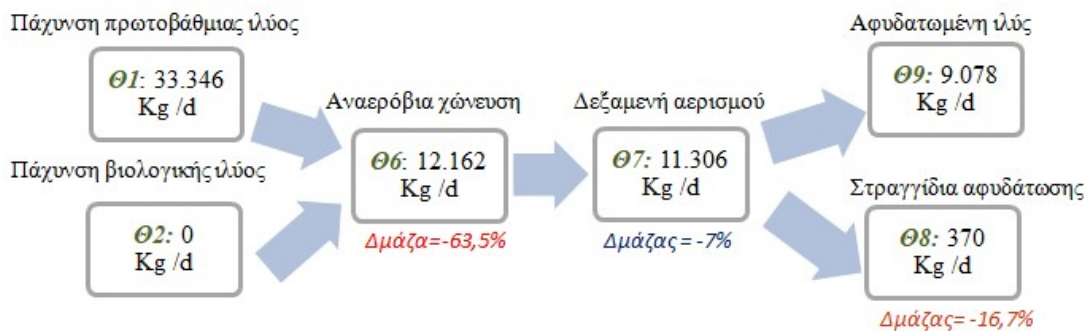 Πάχυνση πρωτοβάθμιας ιλύος
Θ1: 33.346
Kg /d
Πάχυνση βιολογικής ιλύος
Θ2: 0
Kg /d
Αναερόβια χώνευση
Θ6: 12.162
Kg /d
Δμάζα=-63,5%
Δεξαμενή αερισμού
Θ7: 11.306
Kg /d
Δμάζας = -7%
Αφυδατωμένη ιλύς
Θ9: 9.078
Kg /d
Στραγγίδια αφυδάτωσης
Θ8: 370
Kg /d
Δμάζας= -16,7%